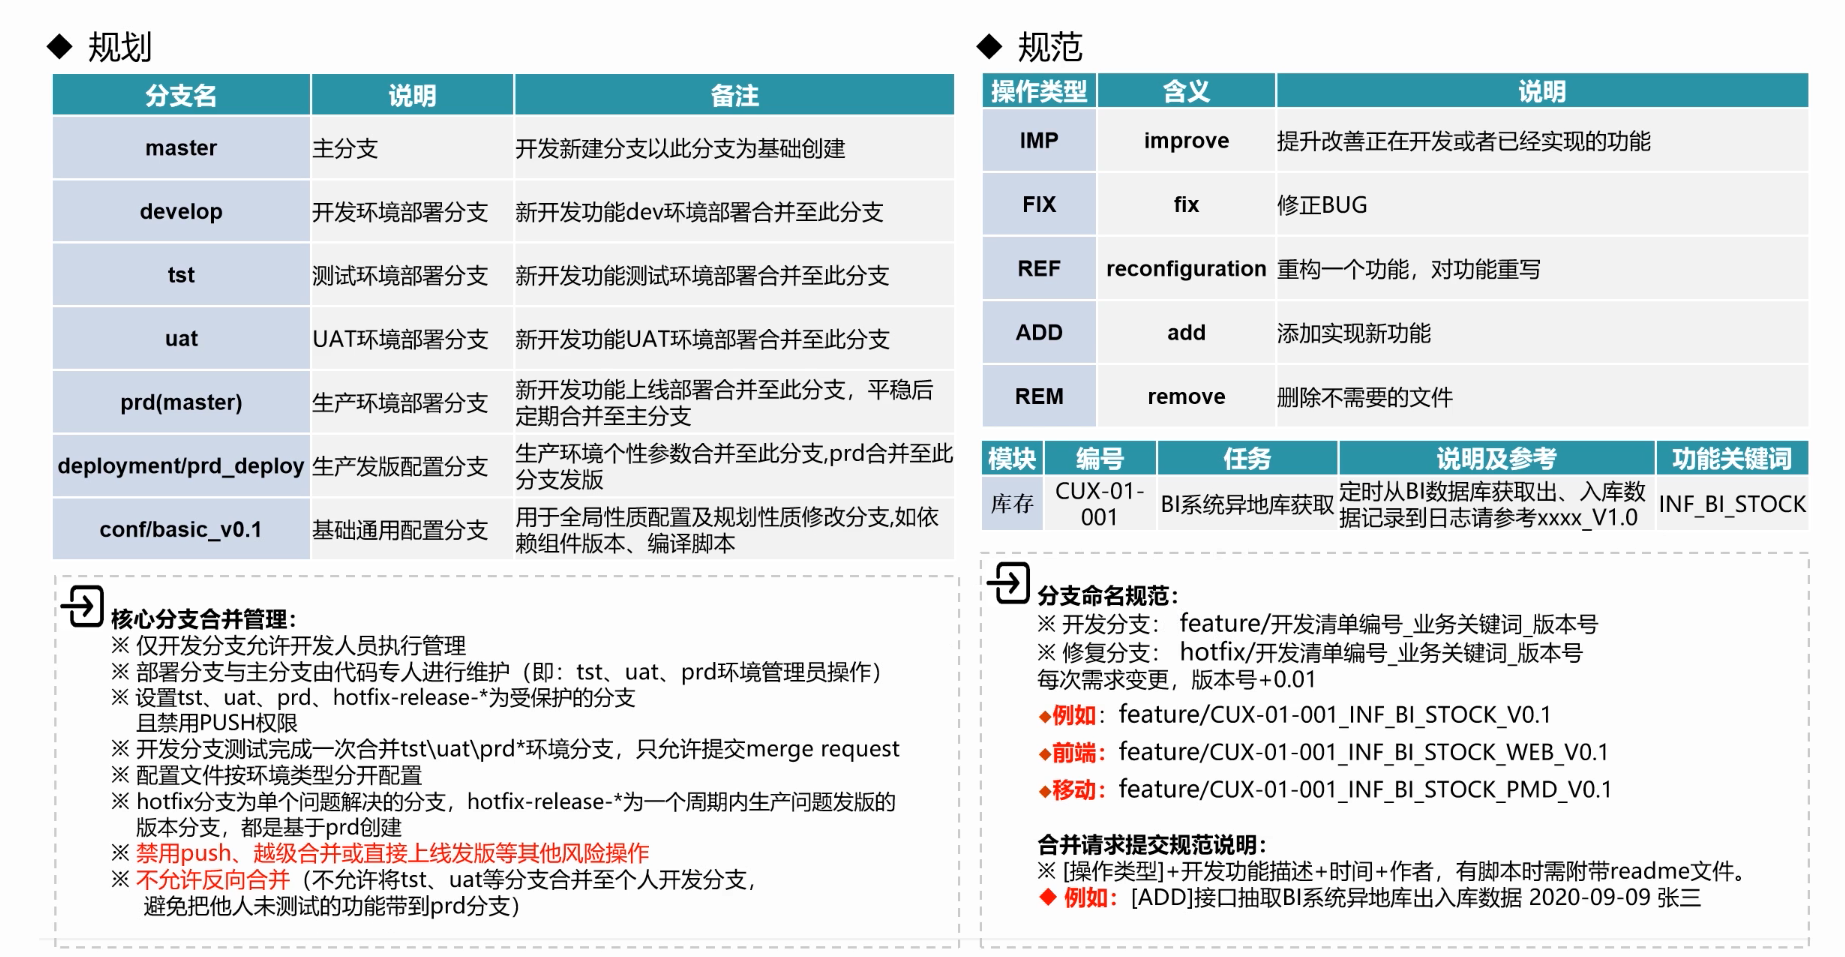 ◆ 规划
分支名 说明 备注
master 主分支 开发新建分支以此分支为基础创建
develop 开发环境部署分支 新开发功能dev环境部署合并至此分支
tst 测试环境部署分支 新开发功能测试环境部署合并至此分支
uat UAT环境部署分支 新开发功能UAT环境部署合并至此分支
prd(master) 生产环境部署分支 新开发功能上线部署合并至此分支，平稳后
定期合并至主分支
deployment/prd_deploy 生产发版配置分支 生产环境个性参数合并至此分支,prd合并至此
分支发版
conf/basic_v0.1 基础通用配置分支 用于全局性质配置及规划性质修改分支,如依
赖组件版本、编译脚本
核心分支合并管理：
※ 仅开发分支允许开发人员执行管理
※ 部署分支与主分支由代码专人进行维护（即：tst、uat、prd环境管理员操作）
※ 设置tst、uat、prd、hotfix-release-*为受保护的分支
且禁用PUSH权限
※ 开发分支测试完成一次合并tst\uat\prd*环境分支，只允许提交merge request
※ 配置文件按环境类型分开配置
※ hotfix分支为单个问题解决的分支，hotfix-release-*为一个周期内生产问题发版的
版本分支，都是基于prd创建
※ 禁用push、越级合并或直接上线发版等其他风险操作
※ 不允许反向合并（不允许将tst、uat等分支合并至个人开发分支，
避免把他人未测试的功能带到prd分支）
◆ 规范
操作类型 含义 说明
IMP improve 提升改善正在开发或者已经实现的功能
FIX fix 修正BUG
REF reconfiguration 重构一个功能，对功能重写
ADD add 添加实现新功能
REM remove 删除不需要的文件
模块 编号 任务 说明及参考 功能关键词
库存 CUX-01-
001 BI系统异地库获取 定时从BI数据库获取出、入库数
据记录到日志请参考xxxx_V1.0 INF_BI_STOCK
分支命名规范：
※ 开发分支： feature/开发清单编号_业务关键词_版本号
※ 修复分支： hotfix/开发清单编号_业务关键词_版本号
每次需求变更，版本号+0.01
◆例如：feature/CUX-01-001_INF_BI_STOCK_V0.1
◆前端：feature/CUX-01-001_INF_BI_STOCK_WEB_V0.1
◆移动：feature/CUX-01-001_INF_BI_STOCK_PMD_V0.1
合并请求提交规范说明：
※ [操作类型]+开发功能描述+时间+作者，有脚本时需附带readme文件。
◆ 例如：[ADD]接口抽取BI系统异地库出入库数据 2020-09-09 张三